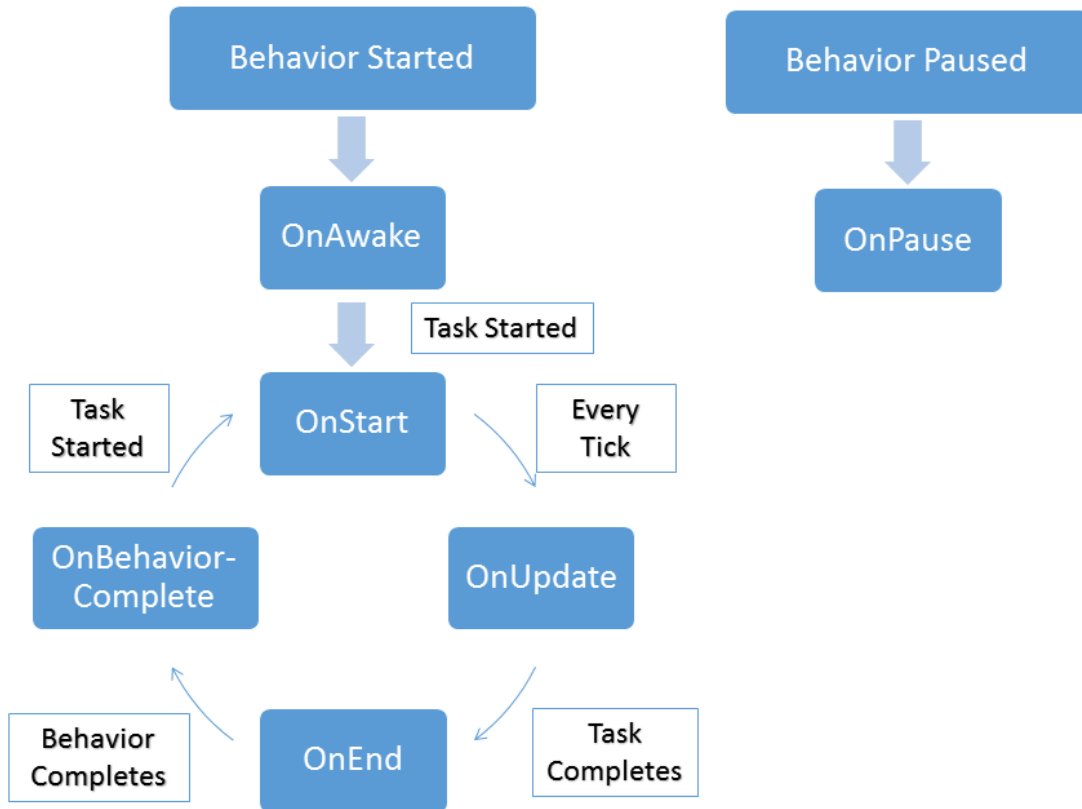 Behavior Started
Behavior Paused
OnAwake
OnPause
Task Started
Task
Started
OnStart
Every
Tick
OnBehavior-
Complete
OnUpdate
Behavior
Completes
OnEnd
Task
Completes